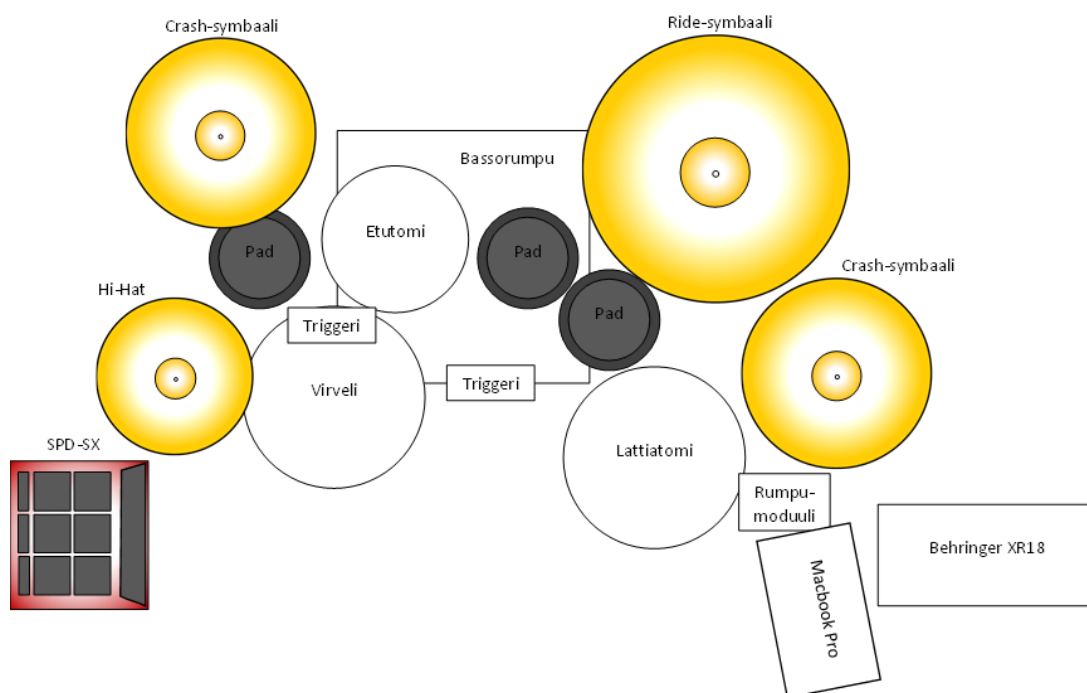 Crash-symbaali
Ride-symbaali
Bassorumpu
Etutomi
Pad
Pad
Crash-symbaali
Hi-Hat
Pad
Triggeri
Triggeri
Virveli
SPD-SX
Lattiatomi
Rumpu-
moduuli
Behringer XR18
Macbook Pro